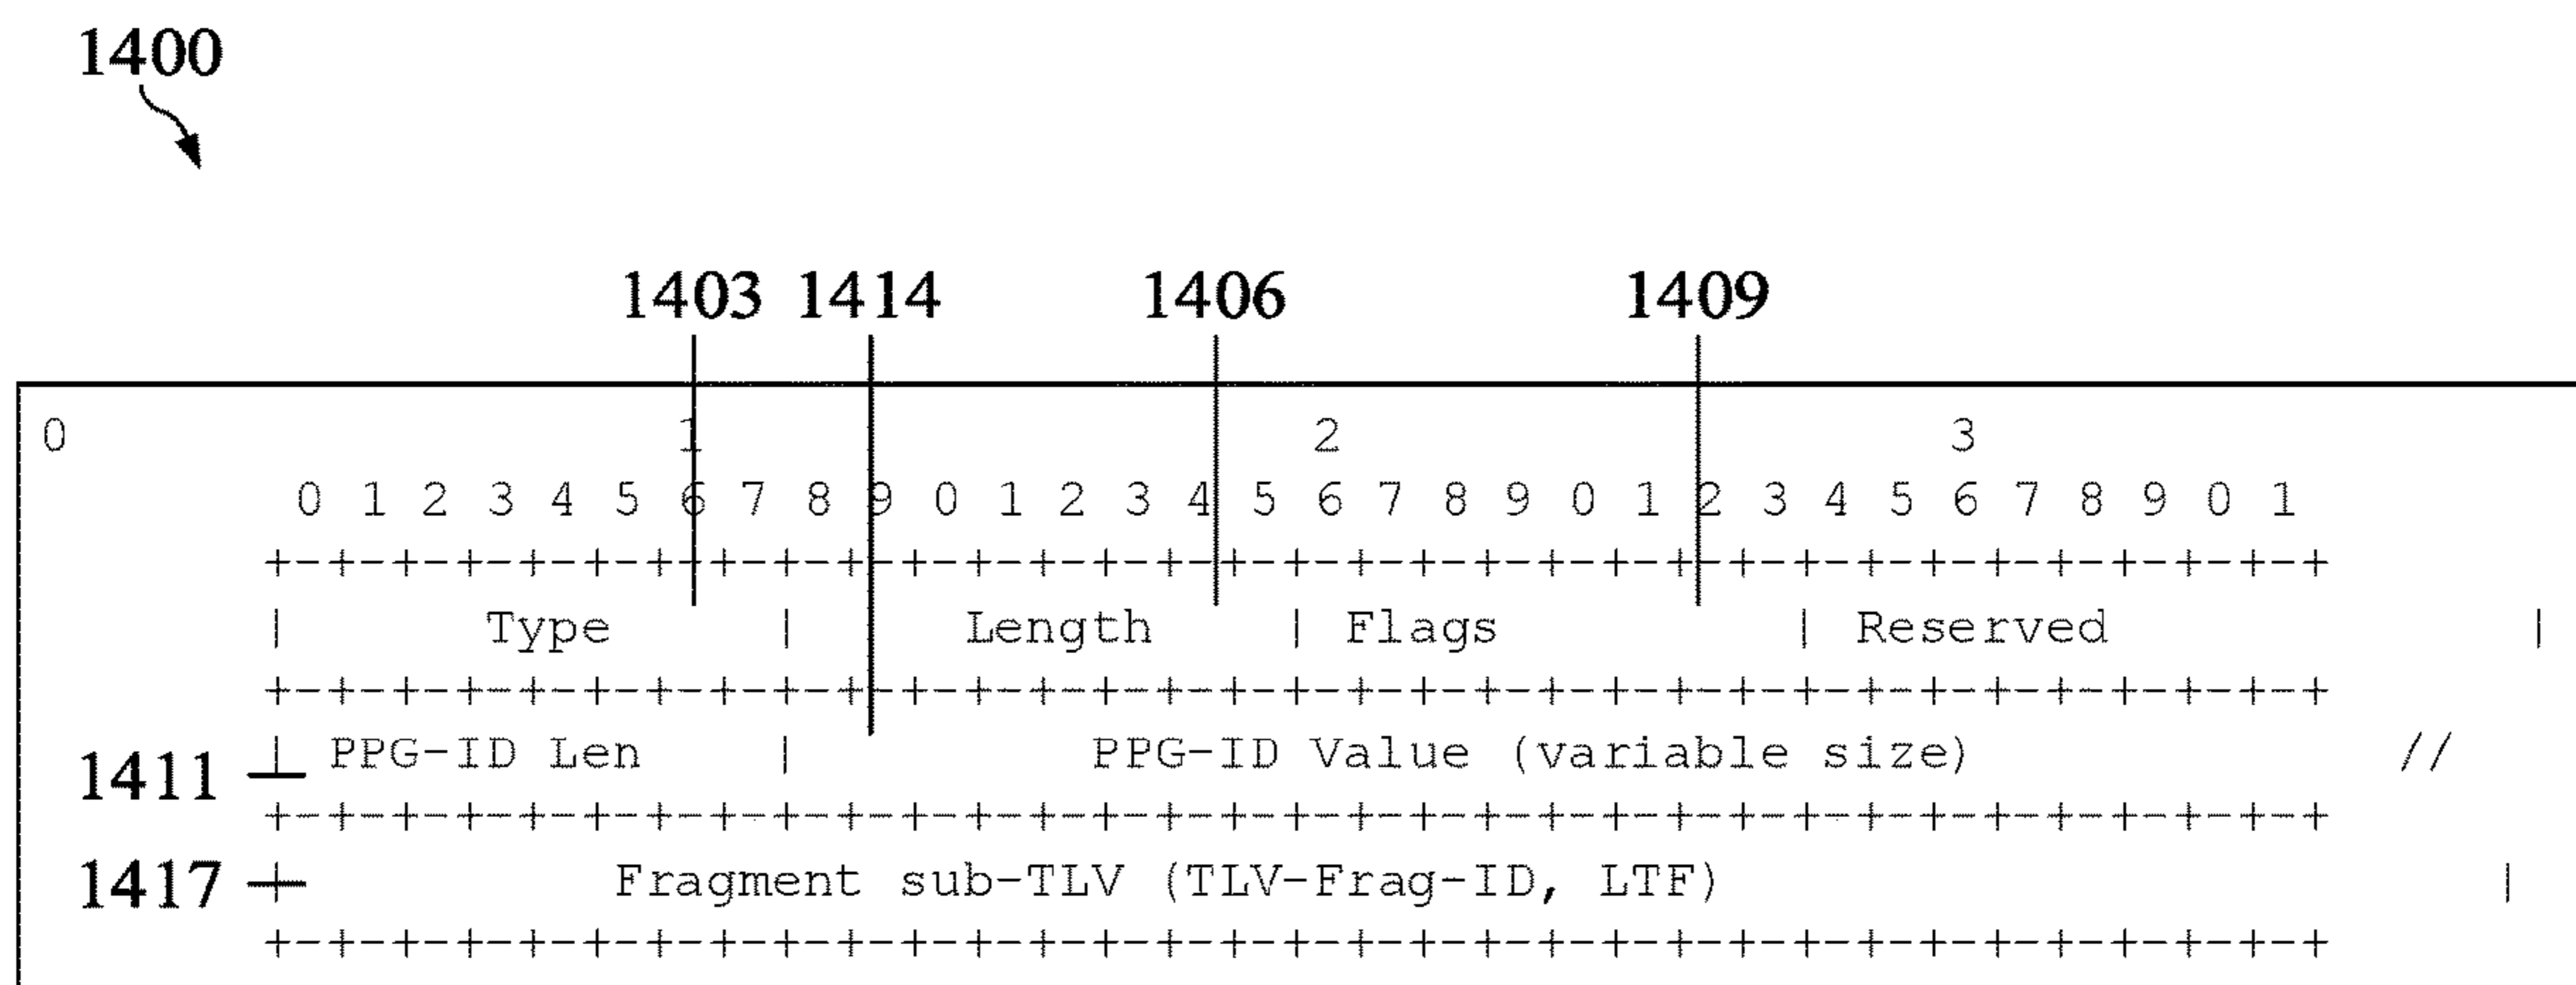 1400
1403 1414 1406 1409
0 1 2 3
0 1 2 3 4 5 6 7 8 9 0 1 2 3 4 5 6 7 8 9 0 1 2 3 4 5 6 7 8 9 0 1
+-+-+-+-+-+-+-+-+-+-+-+-+-+-+-+-+-+-+-+-+-+-+-+-+-+-+-+-+-+-+-+-+
| Type | Length | Flags | Reserved |
+-+-+-+-+-+-+-+-+-+-+-+-+-+-+-+-+-+-+-+-+-+-+-+-+-+-+-+-+-+-+-+-+
1411 | PPG-ID Len | PPG-ID Value (variable size) //
+-+-+-+-+-+-+-+-+-+-+-+-+-+-+-+-+-+-+-+-+-+-+-+-+-+-+-+-+-+-+-+-+
1417 | Fragment sub-TLV (TLV-Frag-ID, LTF) |
+-+-+-+-+-+-+-+-+-+-+-+-+-+-+-+-+-+-+-+-+-+-+-+-+-+-+-+-+-+-+-+-+